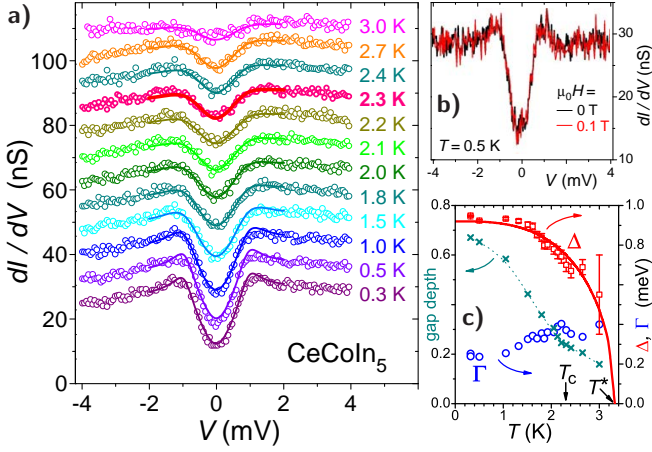 a)
3.0 K
2.7 K
2.4 K
2.3 K
2.2 K
2.1 K
2.0 K
1.8 K
1.5 K
1.0 K
0.5 K
0.3 K
CeCoIn5
0
20
40
60
80
100
dI / dV (nS)
-4 -2 0 2 4
V (mV)
b)
μ0H =
0 T
0.1 T
T = 0.5 K
10
20
30
dI / dV (nS)
-4 -2 0 2 4
V (mV)
c)
Δ
Γ
Tc
T*
0.0
0.2
0.4
0.6
0.8
gap depth
0.0
0.2
0.4
0.6
0.8
1.0
Δ, Γ (meV)
0 1 2 3
T (K)